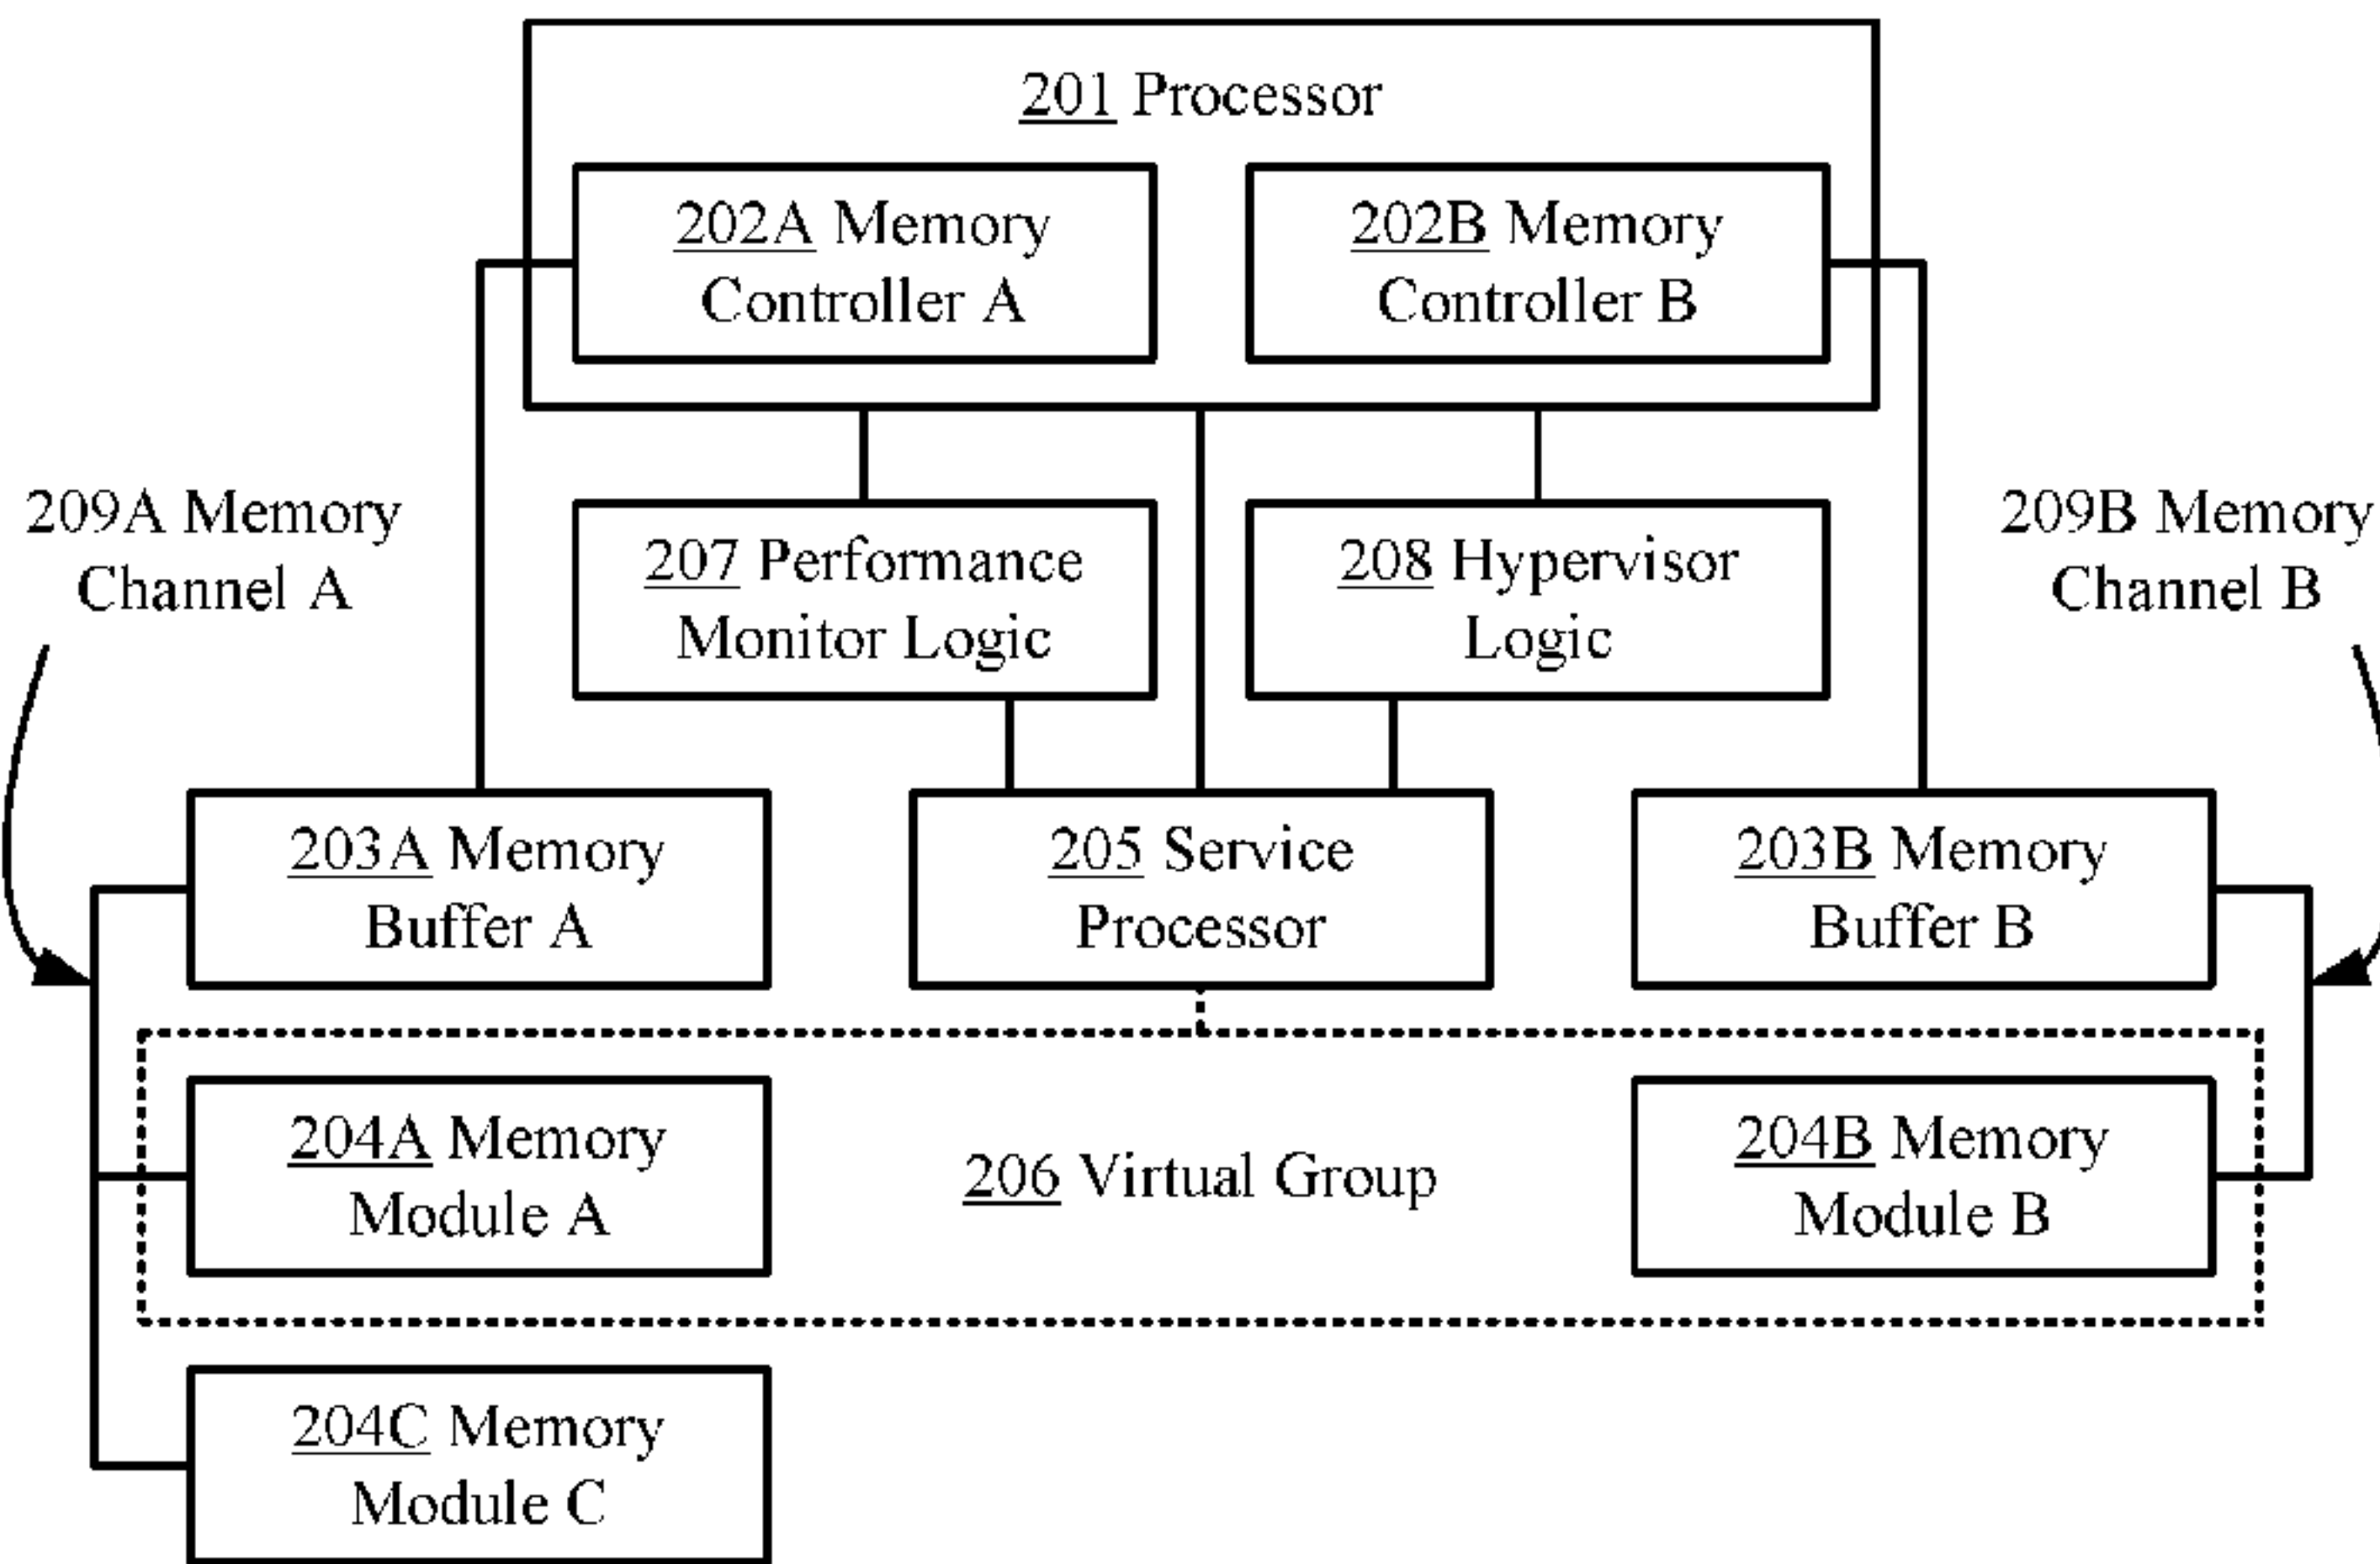 201 Processor
202A Memory
Controller A
202B Memory
Controller B
209A Memory
Channel A
207 Performance
Monitor Logic
208 Hypervisor
Logic
209B Memory
Channel B
203A Memory
Buffer A
205 Service
Processor
203B Memory
Buffer B
204A Memory
Module A
206 Virtual Group
204B Memory
Module B
204C Memory
Module C